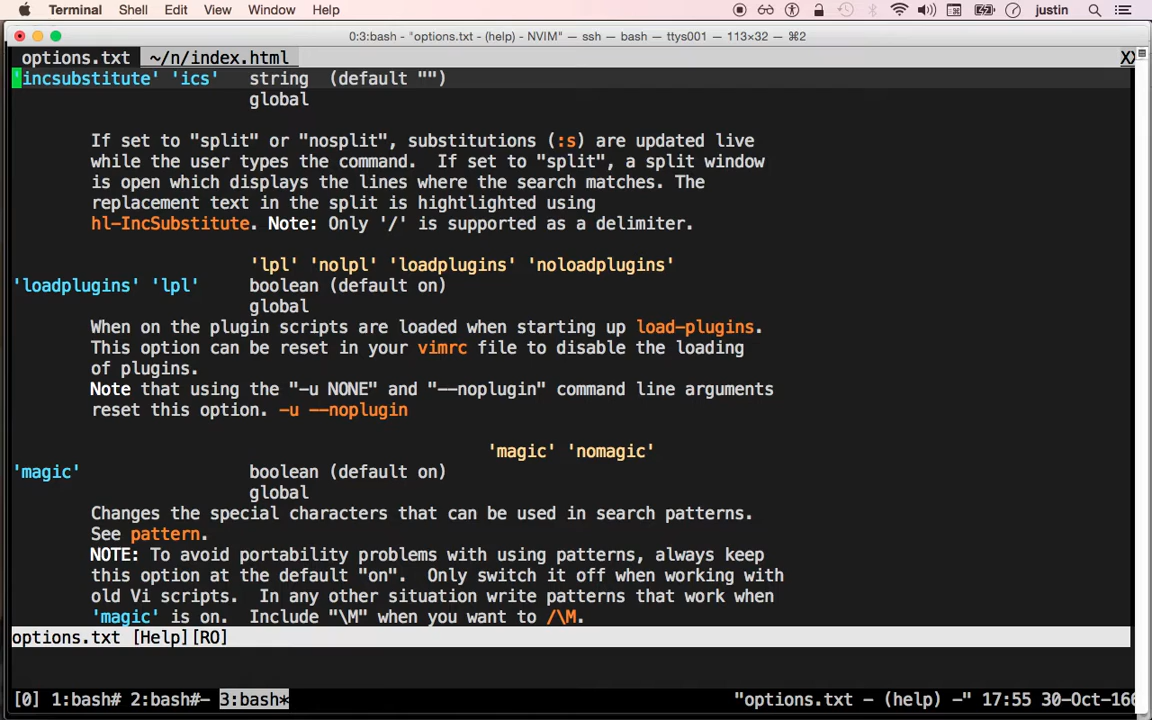 Terminal Shell Edit View Window Help justin
0:3:bash - "options.txt - (help) - NVIM" — ssh — bash — ttys001 — 113×32 — ⌘2
options.txt ~/n/index.html X
'incsubstitute' 'ics' string (default "")
global
If set to "split" or "nosplit", substitutions (:s) are updated live
while the user types the command. If set to "split", a split window
is open which displays the lines where the search matches. The
replacement text in the split is hightlighted using
hl-IncSubstitute. Note: Only '/' is supported as a delimiter.
'lpl' 'nolpl' 'loadplugins' 'noloadplugins'
'loadplugins' 'lpl' boolean (default on)
global
When on the plugin scripts are loaded when starting up load-plugins.
This option can be reset in your vimrc file to disable the loading
of plugins.
Note that using the "-u NONE" and "--noplugin" command line arguments
reset this option. -u --noplugin
'magic' 'nomagic'
'magic' boolean (default on)
global
Changes the special characters that can be used in search patterns.
See pattern.
NOTE: To avoid portability problems with using patterns, always keep
this option at the default "on". Only switch it off when working with
old Vi scripts. In any other situation write patterns that work when
'magic' is on. Include "\M" when you want to /\M.
options.txt [Help][RO]
[0] 1:bash# 2:bash#- 3:bash* "options.txt - (help) -" 17:55 30-Oct-16